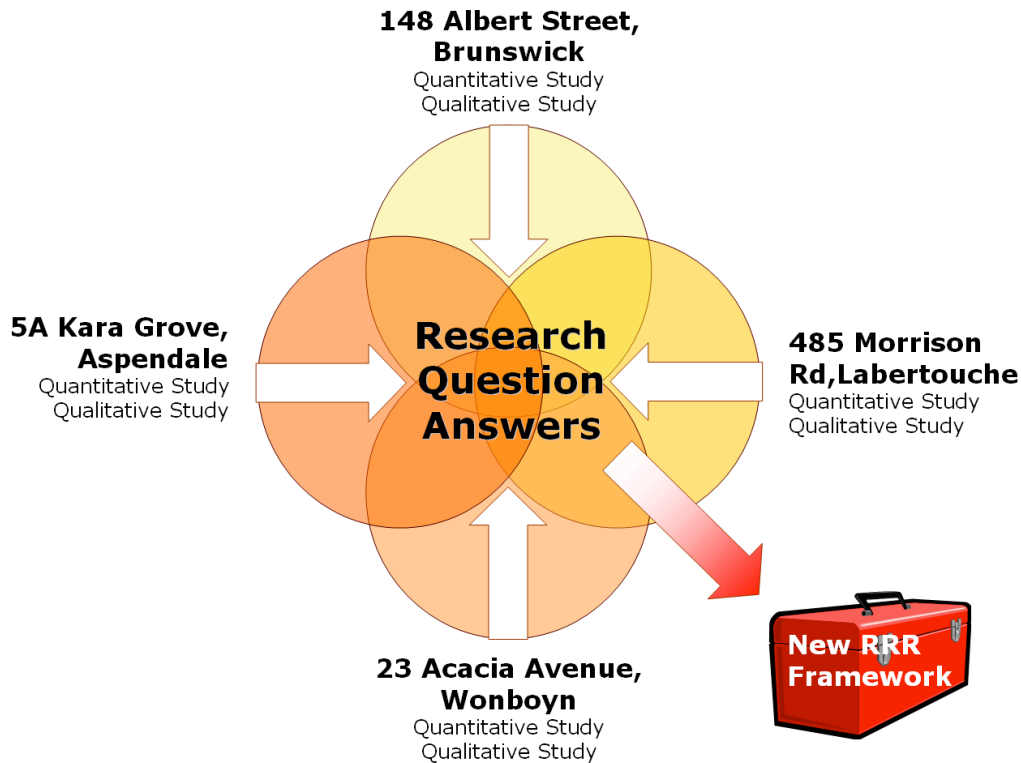 148 Albert Street,
Brunswick
Quantitative Study
Qualitative Study
5A Kara Grove,
Aspendale
Quantitative Study
Qualitative Study
Research
Question
Answers
485 Morrison
Rd,Labertouche
Quantitative Study
Qualitative Study
23 Acacia Avenue,
Wonboyn
Quantitative Study
Qualitative Study
New RRR
Framework